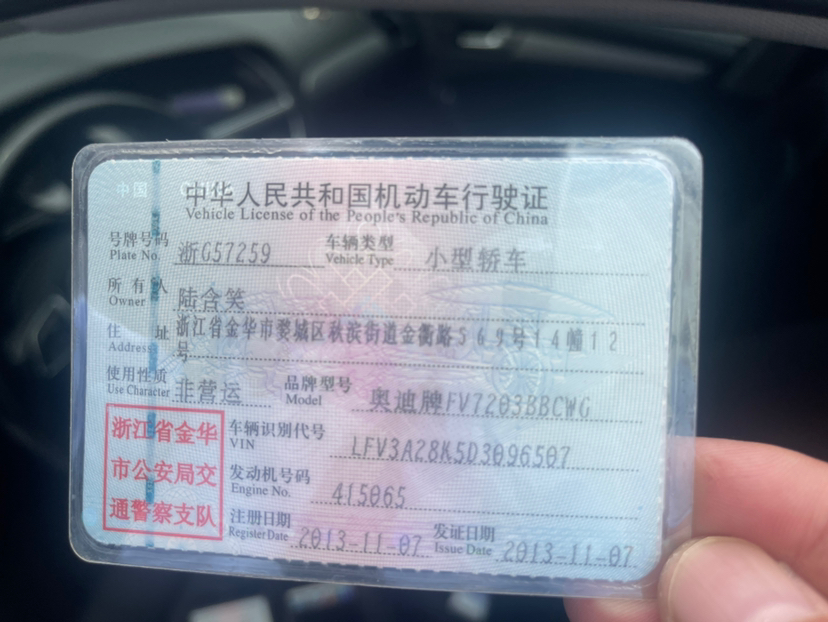 中华人民共和国机动车行驶证
Vehicle License of the People's Republic of China
号牌号码 Plate No. 浙G57259 车辆类型 Vehicle Type 小型轿车
所有人 Owner 陆含笑
住址 Address 浙江省金华市婺城区秋滨街道金衢路569号14幢12
号
使用性质 Use Character 非营运 品牌型号 Model 奥迪牌FV7203BBCWG
浙江省金华
市公安局交
通警察支队
车辆识别代号 VIN LFV3A28K5D3096507
发动机号码 Engine No. 415065
注册日期 Register Date 2013-11-07 发证日期 Issue Date 2013-11-07